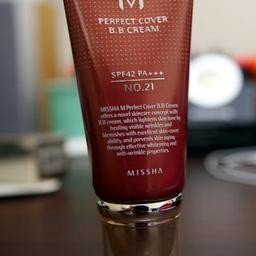 M
PERFECT COVER
B.B CREAM
SPF42 PA+++
NO.21
MISSHA M Perfect Cover B.B Cream
offers a novel skincare concept with
B.B cream, which lightens skin tone by
healing visible wrinkles and
blemishes with excellent skin-cover
ability, and prevents skin aging
through effective whitening and
anti-wrinkle properties.
MISSHA